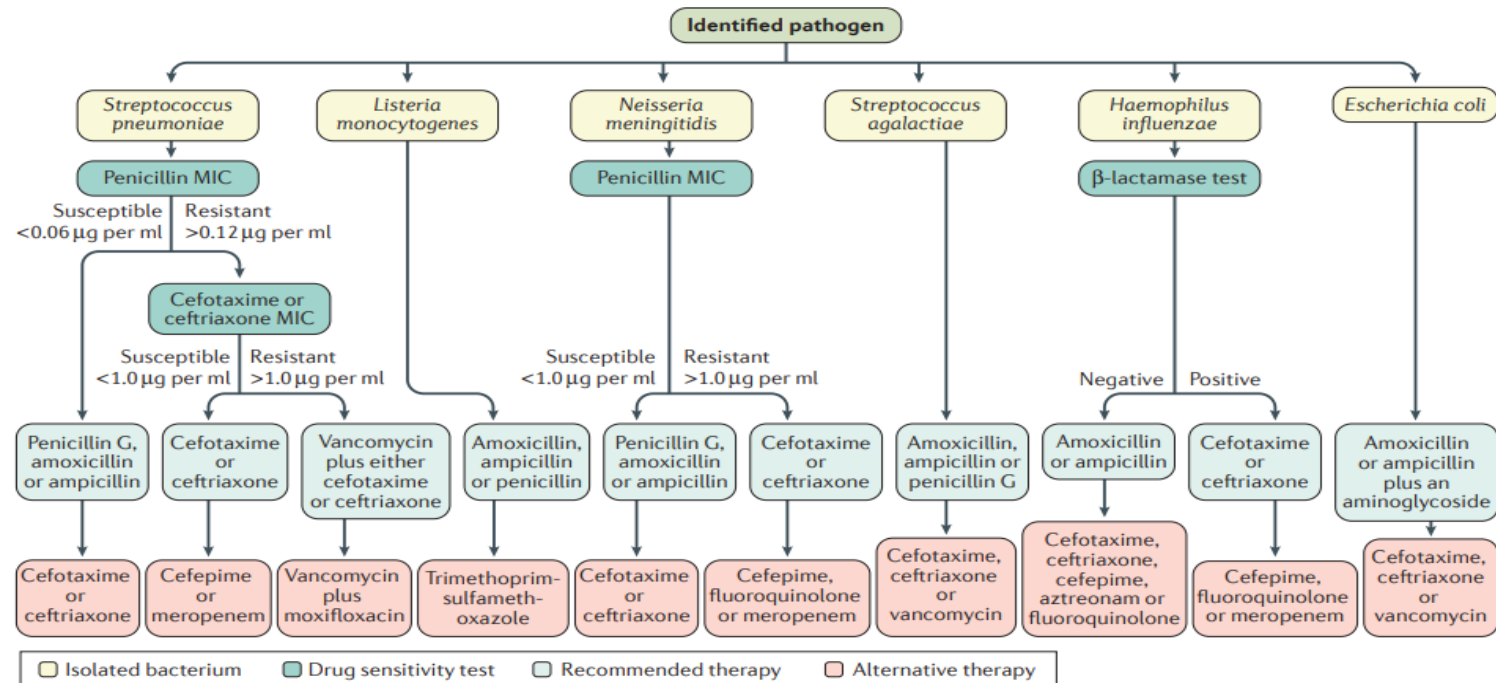 Identified pathogen
Streptococcus
pneumoniae
Listeria
monocytogenes
Neisseria
meningitidis
Streptococcus
agalactiae
Haemophilus
influenzae
Escherichia coli
Penicillin MIC
Penicillin MIC
β-lactamase test
Susceptible
<0.06 μg per ml
Resistant
>0.12 μg per ml
Cefotaxime or
ceftriaxone MIC
Susceptible
<1.0 μg per ml
Resistant
>1.0 μg per ml
Susceptible
<1.0 μg per ml
Resistant
>1.0 μg per ml
Negative
Positive
Penicillin G,
amoxicillin
or ampicillin
Cefotaxime
or
ceftriaxone
Vancomycin
plus either
cefotaxime
or ceftriaxone
Amoxicillin,
ampicillin
or penicillin
Penicillin G,
amoxicillin
or ampicillin
Cefotaxime
or
ceftriaxone
Amoxicillin,
ampicillin or
penicillin G
Amoxicillin
or ampicillin
Cefotaxime
or
ceftriaxone
Amoxicillin
or ampicillin
plus an
aminoglycoside
Cefotaxime
or
ceftriaxone
Cefepime
or
meropenem
Vancomycin
plus
moxifloxacin
Trimethoprim-
sulfameth-
oxazole
Cefotaxime
or
ceftriaxone
Cefepime,
fluoroquinolone
or meropenem
Cefotaxime,
ceftriaxone
or
vancomycin
Cefotaxime,
ceftriaxone,
cefepime,
aztreonam or
fluoroquinolone
Cefepime,
fluoroquinolone
or meropenem
Cefotaxime,
ceftriaxone
or
vancomycin
Isolated bacterium
Drug sensitivity test
Recommended therapy
Alternative therapy